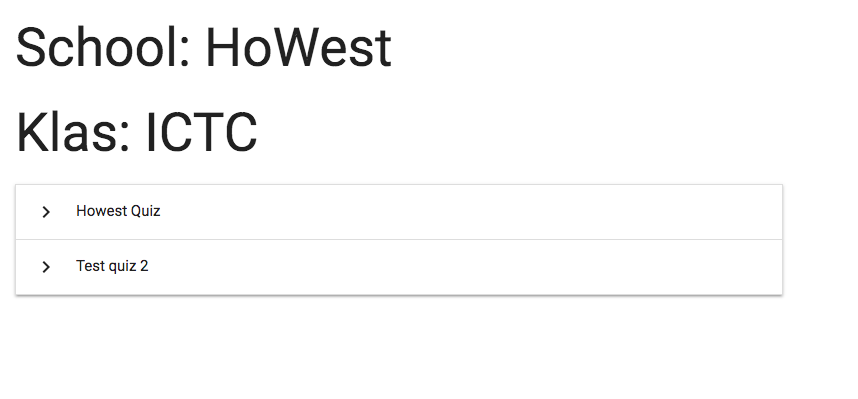 School: HoWest
Klas: ICTC
Howest Quiz
Test quiz 2